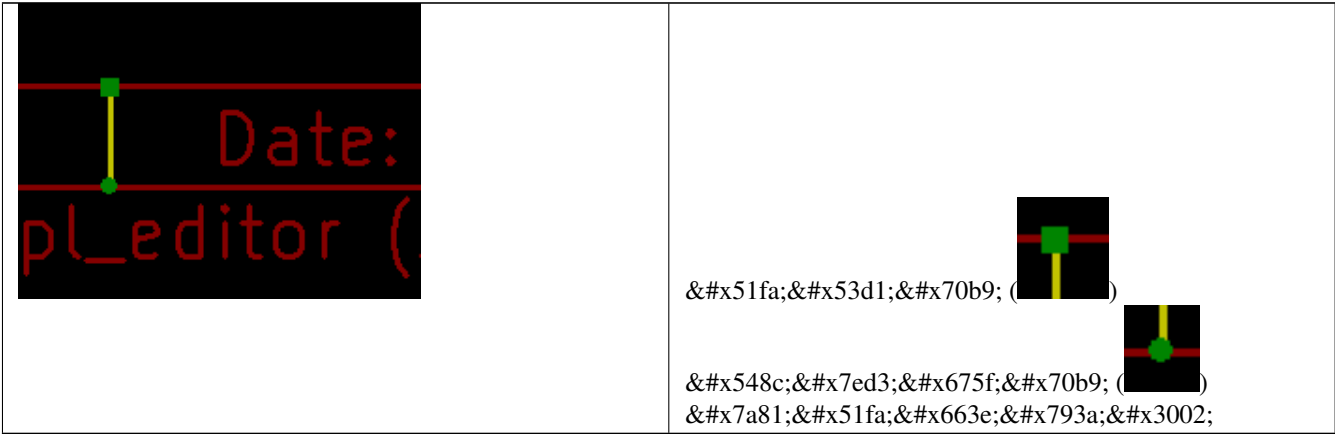 Date:
pl_editor (
&#x51fa;&#x53d1;&#x70b9; ( )
&#x548c;&#x7ed3;&#x675f;&#x70b9; ( )
&#x7a81;&#x51fa;&#x663e;&#x793a;&#x3002;